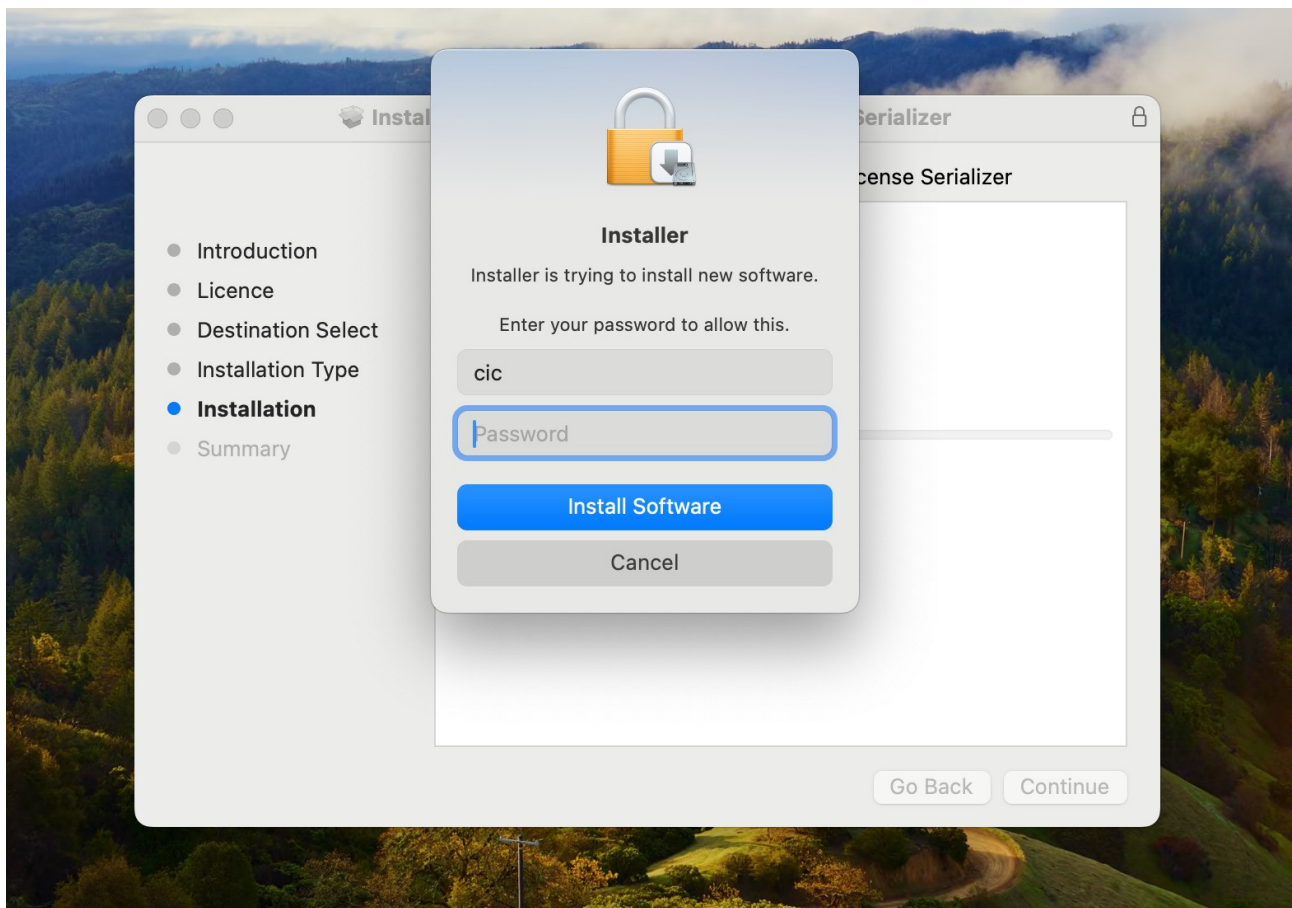 Instal
Serializer
cense Serializer
Introduction
Licence
Destination Select
Installation Type
Installation
Summary
Installer
Installer is trying to install new software.
Enter your password to allow this.
cic
Password
Install Software
Cancel
Go Back
Continue